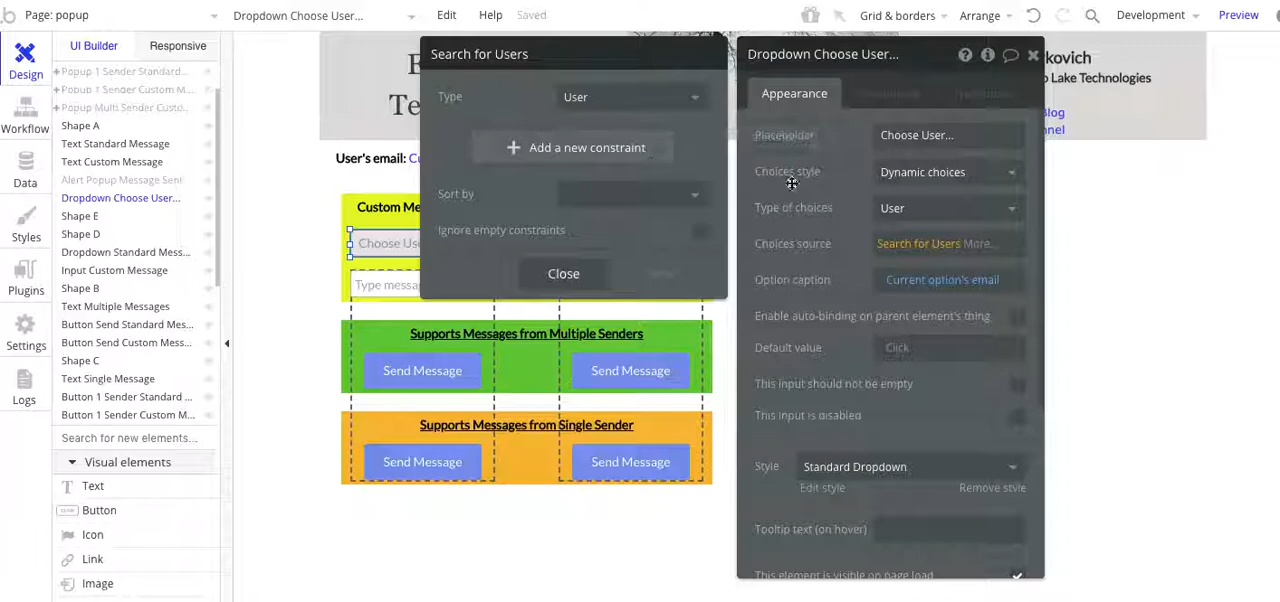 Page: popup
Dropdown Choose User...
Edit
Help
Saved
Grid & borders
Arrange
Development
Preview
Design
Workflow
Data
Styles
Plugins
Settings
Logs
UI Builder
Responsive
Popup 1 Sender Standard...
Popup 1 Sender Custom M...
Popup Multi Sender Custo...
Shape A
Text Standard Message
Text Custom Message
Alert Popup Message Sent
Dropdown Choose User...
Shape E
Shape D
Dropdown Standard Mess...
Input Custom Message
Shape B
Text Multiple Messages
Button Send Standard Mes...
Button Send Custom Mess...
Shape C
Text Single Message
Button 1 Sender Standard ...
Button 1 Sender Custom M...
Search for new elements...
Visual elements
Text
Button
Icon
Link
Image
Te
kovich
o Lake Technologies
Blog
nnel
User's email:
Custom Me
Choose Use
Type messa
Supports Messages from Multiple Senders
Send Message
Send Message
Supports Messages from Single Sender
Send Message
Send Message
Search for Users
Type
User
Add a new constraint
Sort by
Ignore empty constraints
Close
Dropdown Choose User...
Appearance
Placeholder
Choose User...
Choices style
Dynamic choices
Type of choices
User
Choices source
Search for Users More...
Option caption
Current option's email
Enable auto-binding on parent element's thing
Default value
Click
This input should not be empty
This input is disabled
Style
Standard Dropdown
Edit style
Remove style
Tooltip text (on hover)
This element is visible on page load